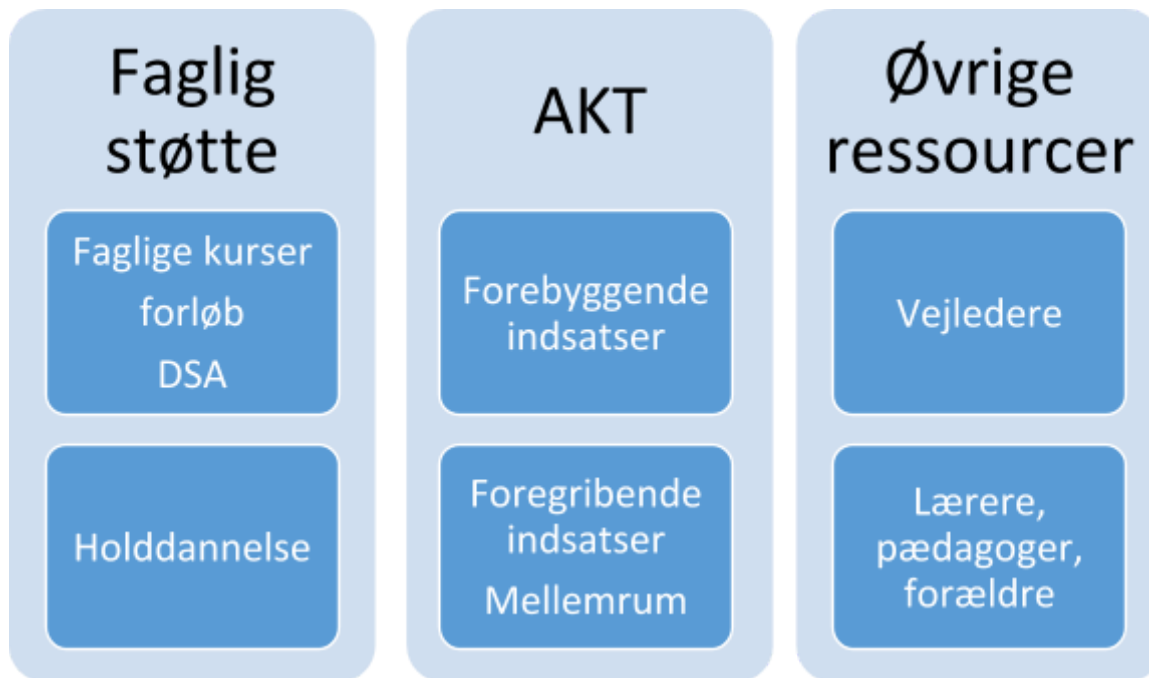 Faglig
støtte
Faglige kurser
forløb
DSA
Holddannelse
AKT
Forebyggende
indsatser
Foregribende
indsatser
Mellemrum
Øvrige
ressourcer
Vejledere
Lærere,
pædagoger,
forældre